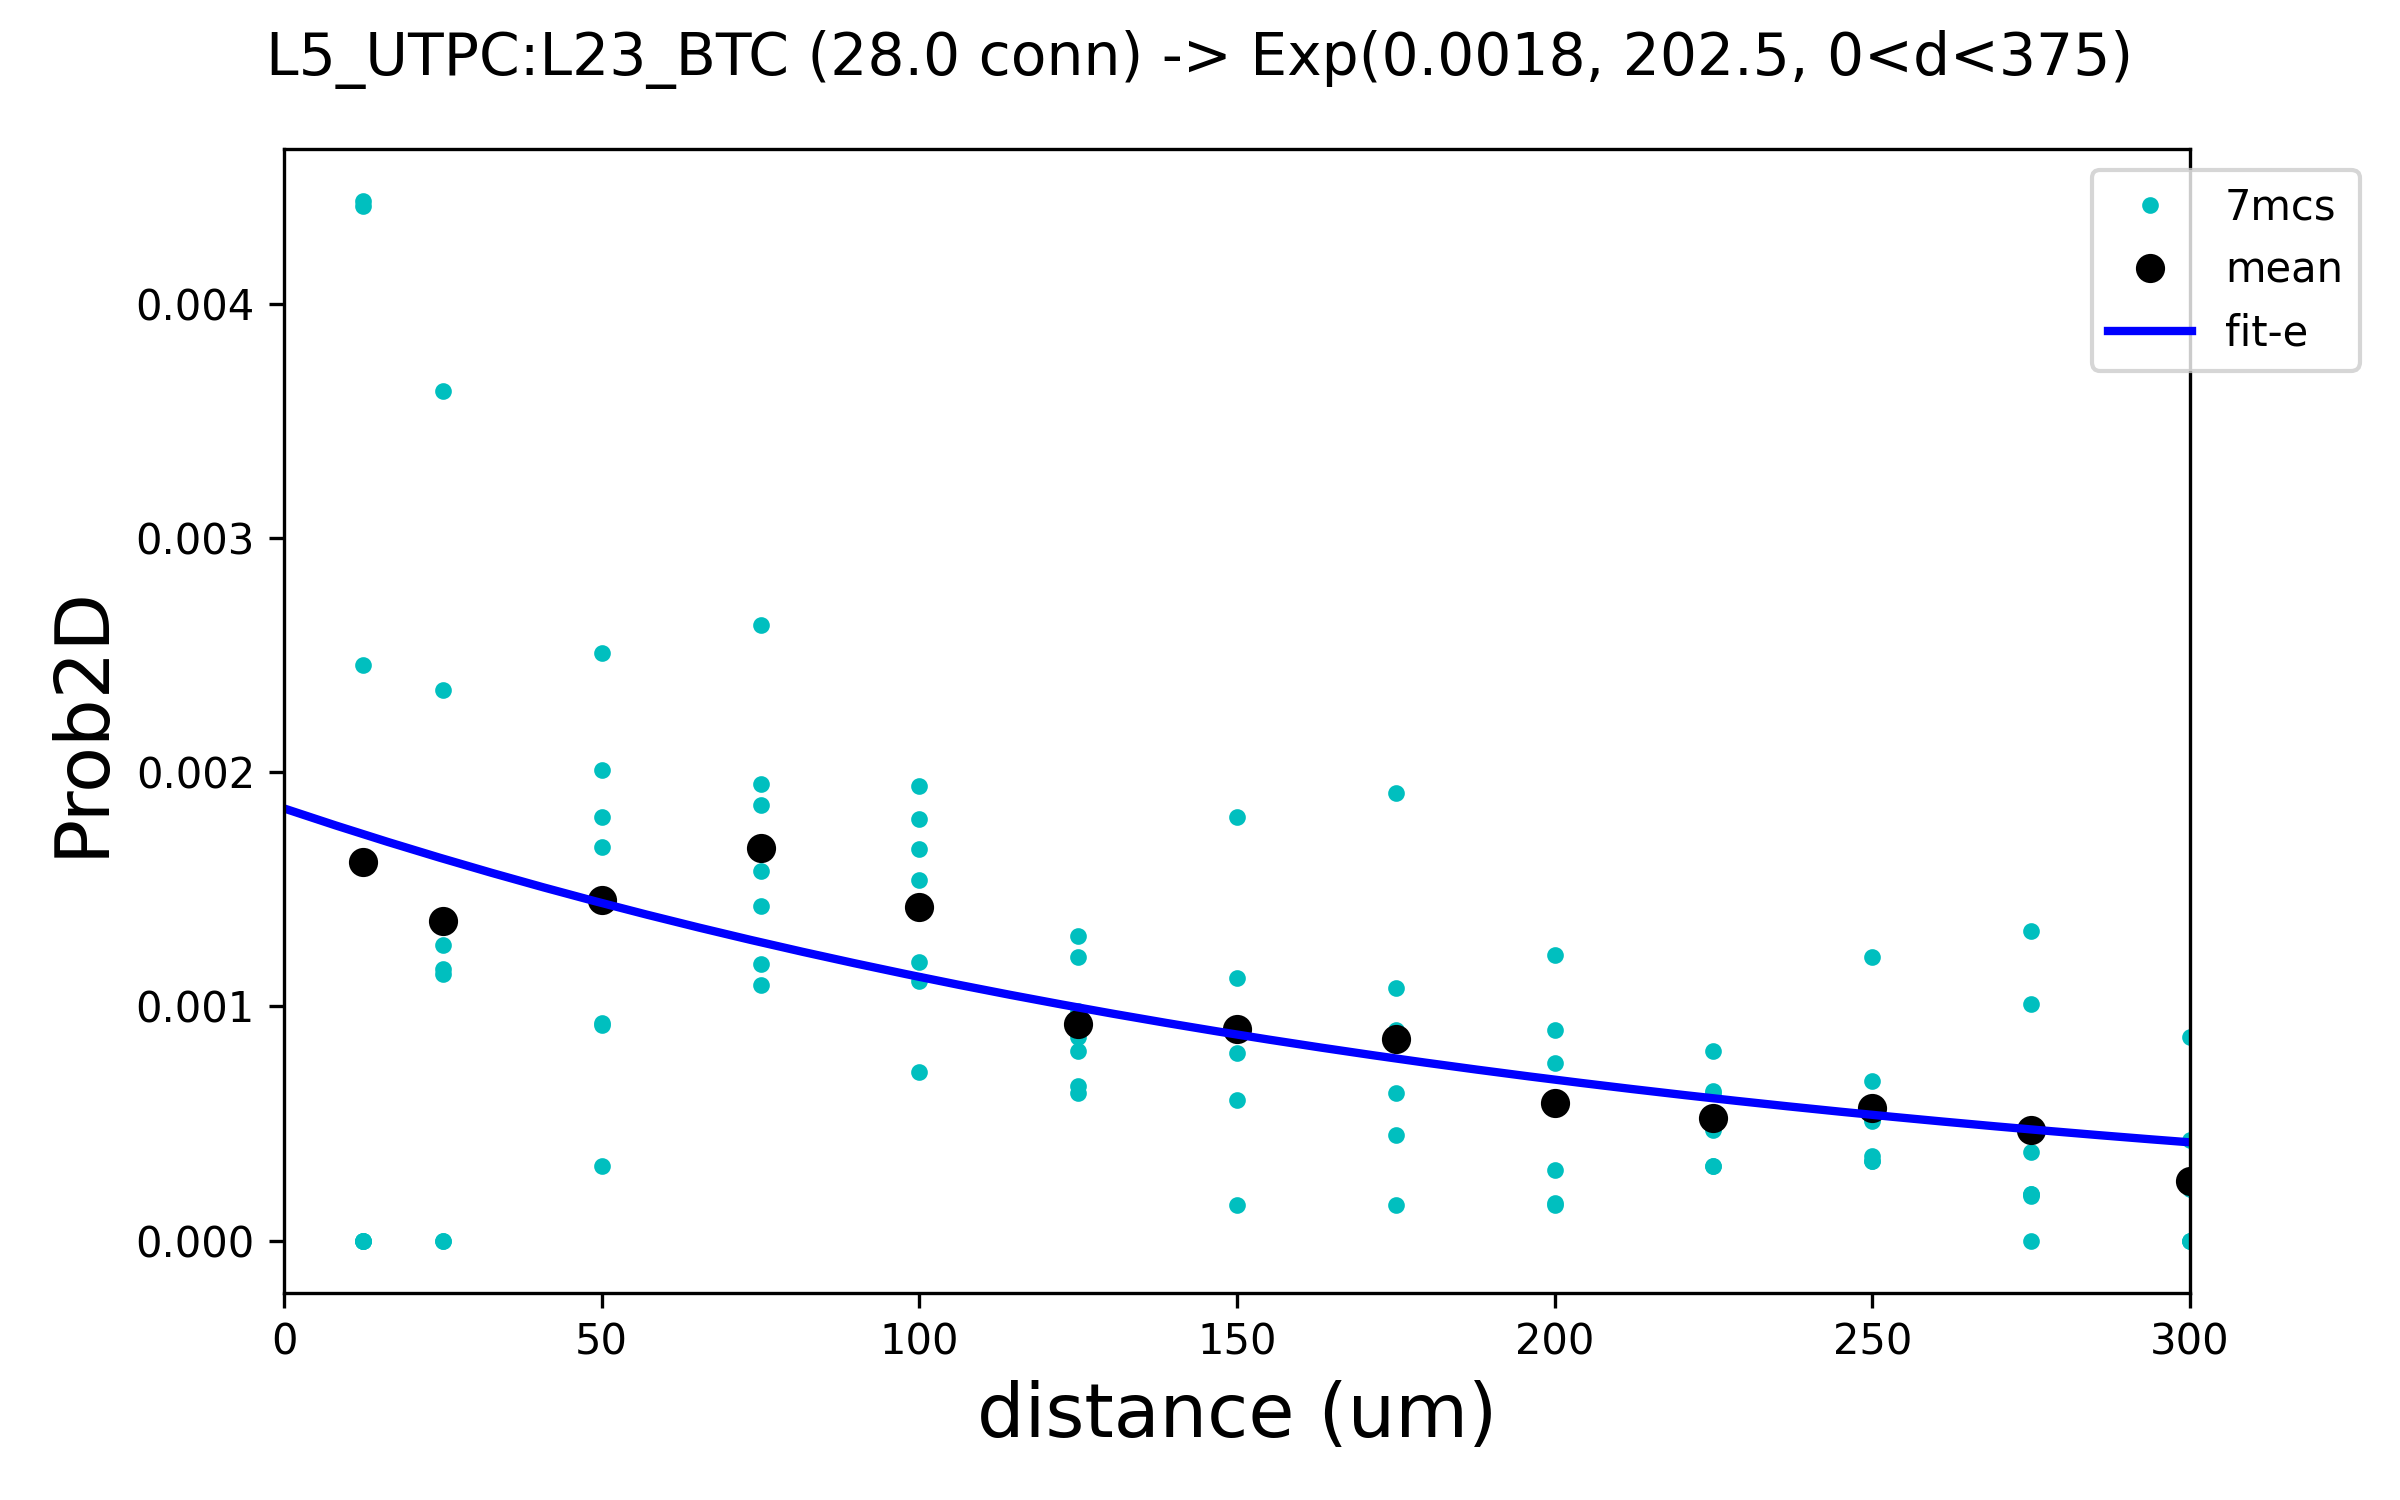 L5_UTPC:L23_BTC (28.0 conn) -> Exp(0.0018, 202.5, 0<d<375)
7mcs
mean
fit-e
Prob2D
0.004
0.003
0.002
0.001
0.000
0 50 100 150 200 250 300
distance (um)